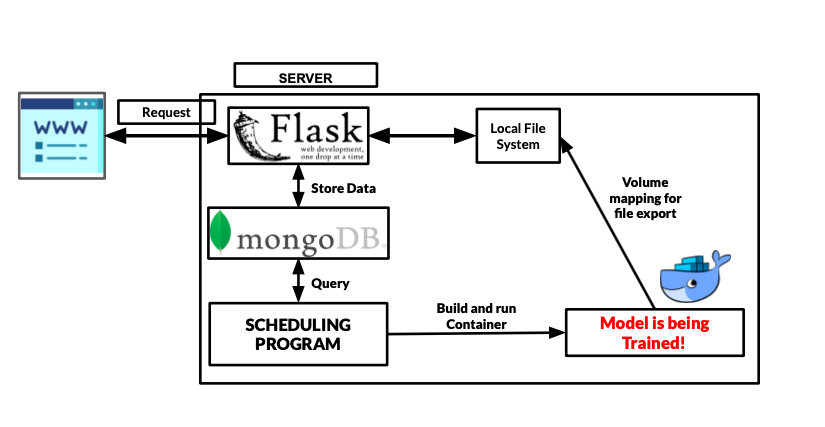 SERVER
Request
WWW
Flask
web development,
one drop at a time
Local File
System
Store Data
Volume
mapping for
file export
mongoDB.
Query
SCHEDULING
PROGRAM
Build and run
Container
Model is being
Trained!